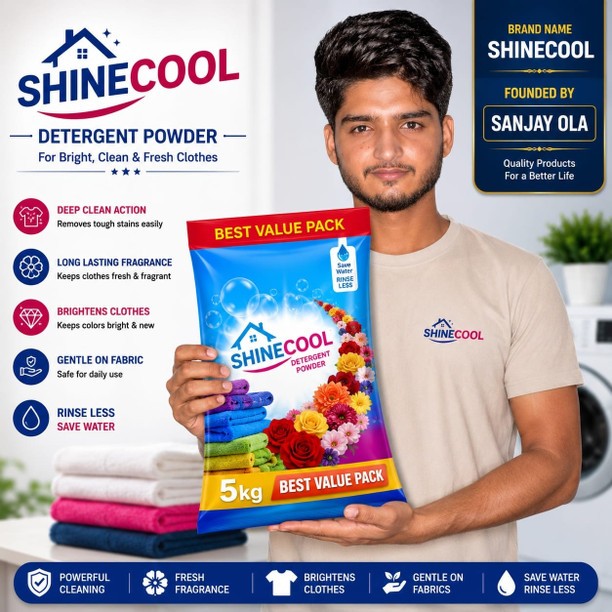 SHINECOOL
DETERGENT POWDER
For Bright, Clean & Fresh Clothes
DEEP CLEAN ACTION
Removes tough stains easily
LONG LASTING FRAGRANCE
Keeps clothes fresh & fragrant
BRIGHTENS CLOTHES
Keeps colors bright & new
GENTLE ON FABRIC
Safe for daily use
RINSE LESS
SAVE WATER
BRAND NAME
SHINECOOL
FOUNDED BY
SANJAY OLA
Quality Products
For a Better Life
BEST VALUE PACK
Save
Water
RINSE
LESS
SHINECOOL
DETERGENT
POWDER
5kg
BEST VALUE PACK
SHINECOOL
POWERFUL
CLEANING
FRESH
FRAGRANCE
BRIGHTENS
CLOTHES
GENTLE ON
FABRICS
SAVE WATER
RINSE LESS